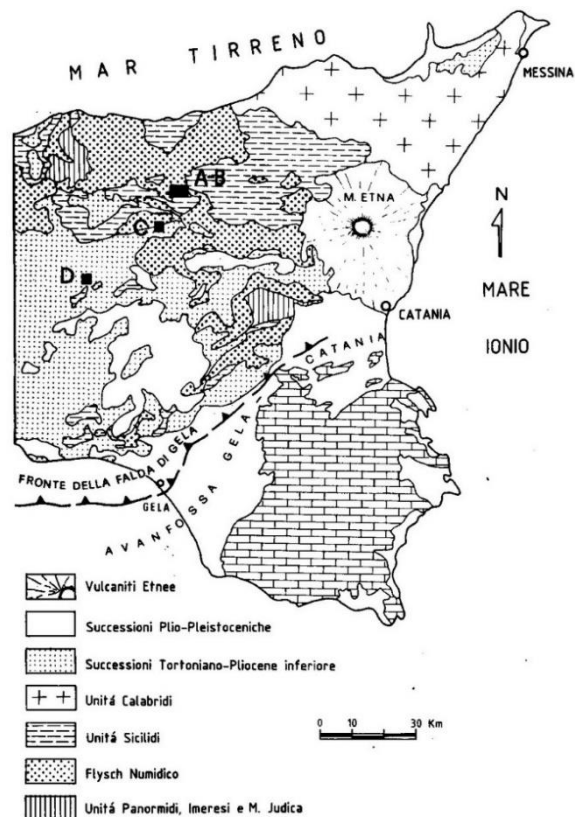 MAR TIRRENO
MESSINA
A-B
M. ETNA
N
C
D
MARE
IONIO
CATANIA
CATANIA
FRONTE DELLA FALDA DI GELA
GELA
GELA
AVANFOSSA
Vulcaniti Etnee
Successioni Plio-Pleistoceniche
Successioni Tortoniano-Pliocene inferiore
Unitá Calabridi
Unitá Sicilidi
Flysch Numidico
Unitá Panormidi, Imeresi e M. Judica
0 10 30 Km